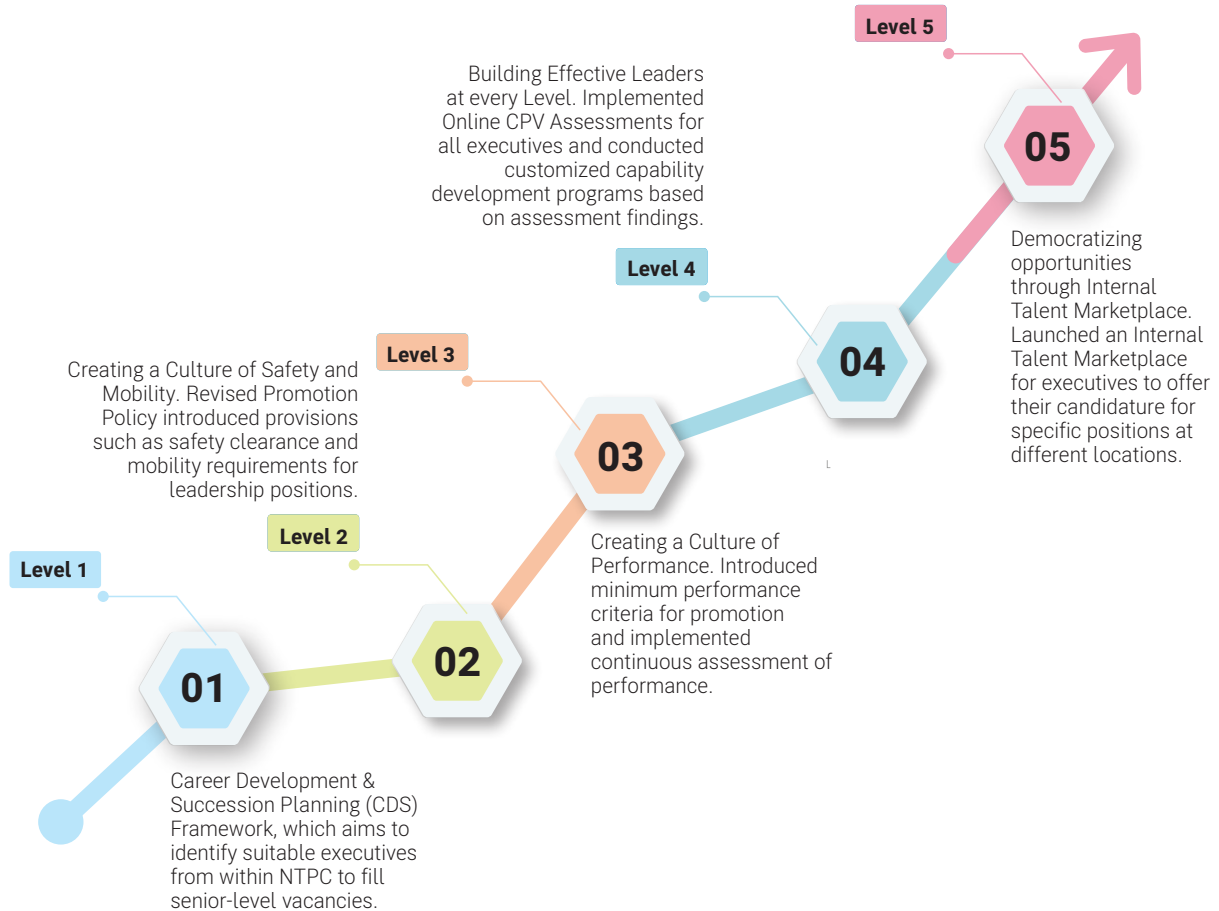 Level 1
01
Career Development &
Succession Planning (CDS)
Framework, which aims to
identify suitable executives
from within NTPC to fill
senior-level vacancies.
Level 2
02
Creating a Culture of Safety and
Mobility. Revised Promotion
Policy introduced provisions
such as safety clearance and
mobility requirements for
leadership positions.
Level 3
03
Creating a Culture of
Performance. Introduced
minimum performance
criteria for promotion
and implemented
continuous assessment of
performance.
Level 4
04
Building Effective Leaders
at every Level. Implemented
Online CPV Assessments for
all executives and conducted
customized capability
development programs based
on assessment findings.
L
Level 5
05
Democratizing
opportunities
through Internal
Talent Marketplace.
Launched an Internal
Talent Marketplace
for executives to offer
their candidature for
specific positions at
different locations.